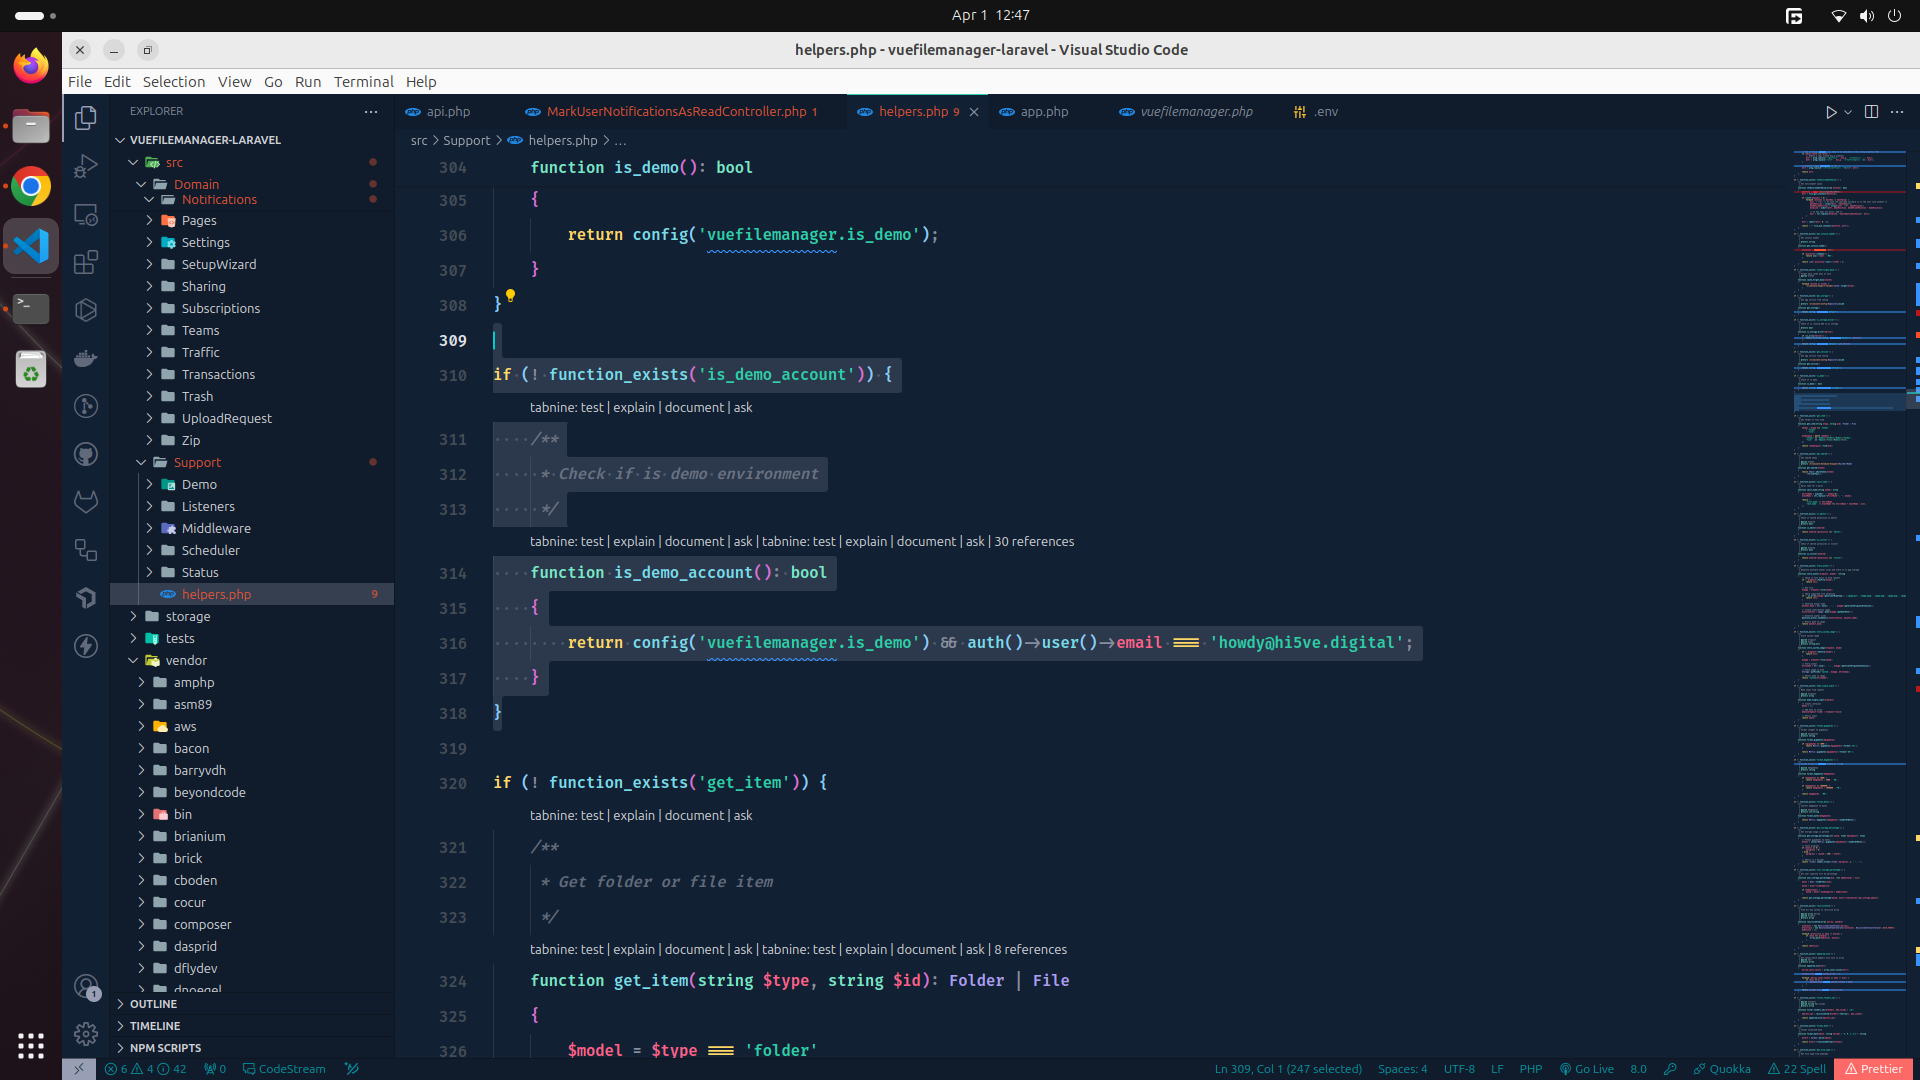 Apr 1 12:47
helpers.php - vuefilemanager-laravel - Visual Studio Code
File Edit Selection View Go Run Terminal Help
EXPLORER
api.php
MarkUserNotificationsAsReadController.php 1
helpers.php 9
app.php
vuefilemanager.php
.env
VUEFILEMANAGER-LARAVEL
src > Support > helpers.php > ...
src
Domain
Notifications
Pages
Settings
SetupWizard
Sharing
Subscriptions
Teams
Traffic
Transactions
Trash
UploadRequest
Zip
Support
Demo
Listeners
Middleware
Scheduler
Status
helpers.php 9
storage
tests
vendor
amphp
asm89
aws
bacon
barryvdh
beyondcode
bin
brianium
brick
cboden
cocur
composer
dasprid
dflydev
dnoegel
OUTLINE
TIMELINE
NPM SCRIPTS
304 function is_demo(): bool
305 {
306 return config('vuefilemanager.is_demo');
307 }
308 }
309
310 if (! function_exists('is_demo_account')) {
tabnine: test | explain | document | ask
311 /**
312 * Check if is demo environment
313 */
tabnine: test | explain | document | ask | tabnine: test | explain | document | ask | 30 references
314 function is_demo_account(): bool
315 {
316 return config('vuefilemanager.is_demo') && auth()->user()->email === 'howdy@hi5ve.digital';
317 }
318 }
319
320 if (! function_exists('get_item')) {
tabnine: test | explain | document | ask
321 /**
322 * Get folder or file item
323 */
tabnine: test | explain | document | ask | tabnine: test | explain | document | ask | 8 references
324 function get_item(string $type, string $id): Folder | File
325 {
326 $model = $type === 'folder'
1
6 4 42 0 CodeStream
Ln 309, Col 1 (247 selected) Spaces: 4 UTF-8 LF PHP Go Live 8.0 Quokka 22 Spell Prettier